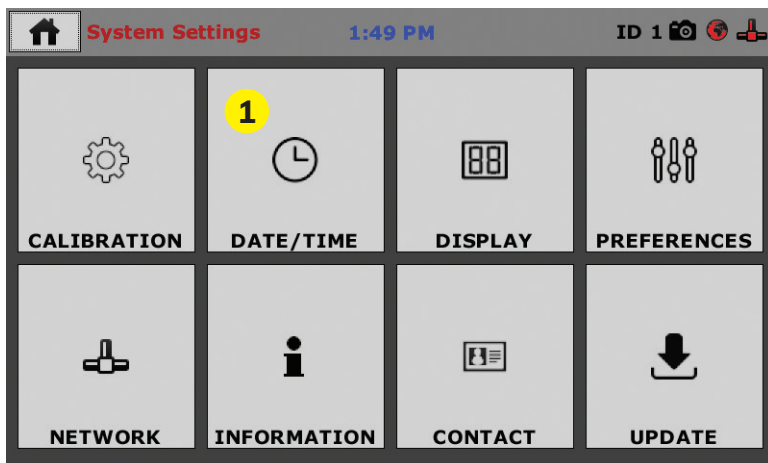 System Settings 1:49 PM ID 1
1
CALIBRATION DATE/TIME DISPLAY PREFERENCES
NETWORK INFORMATION CONTACT UPDATE